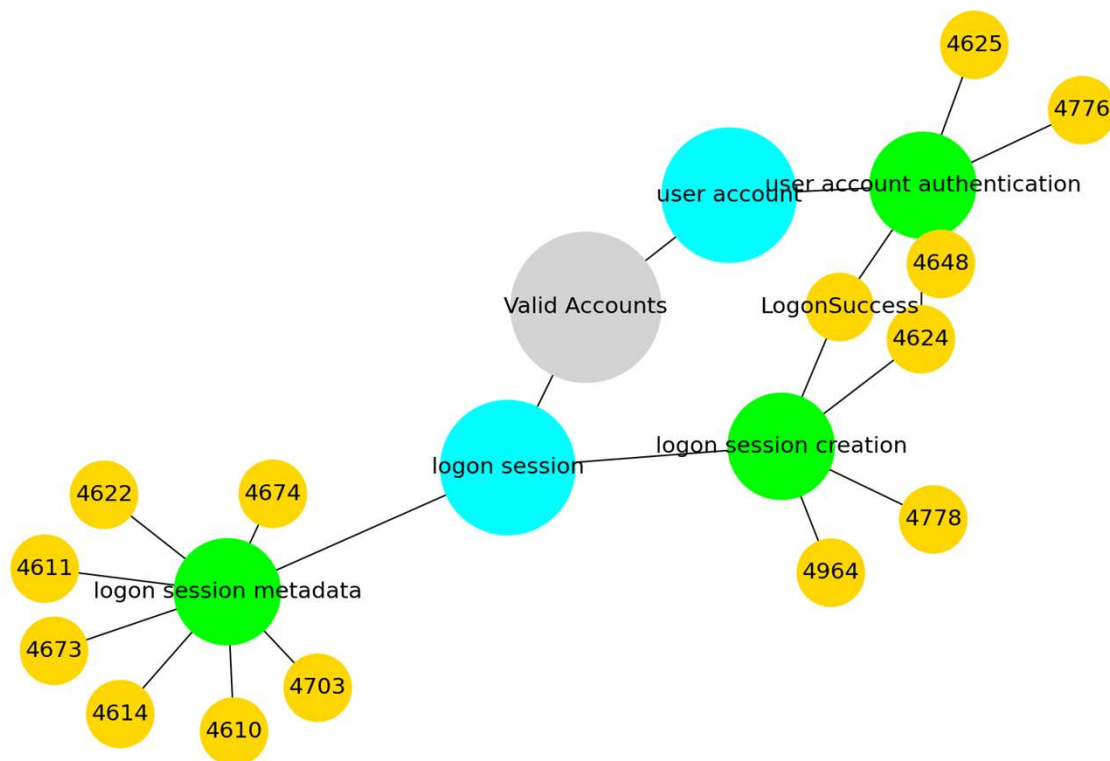 4625
4776
user account authentication
user account
4648
Valid Accounts
LogonSuccess
4624
logon session creation
logon session
4622
4674
4778
4611
4964
logon session metadata
4673
4703
4614
4610